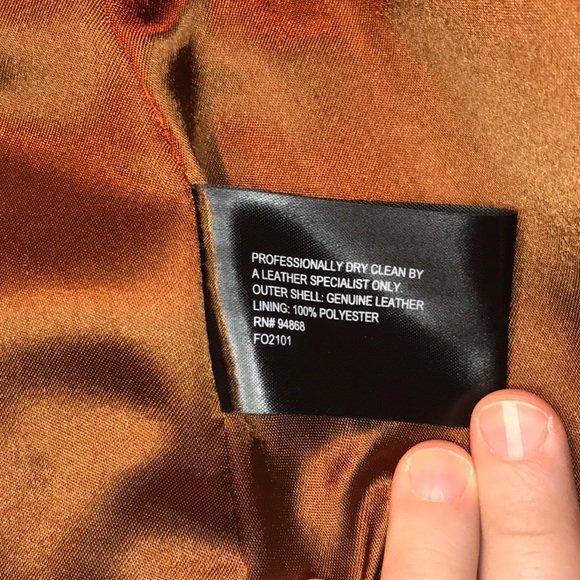 PROFESSIONALLY DRY CLEAN BY
A LEATHER SPECIALIST ONLY.
OUTER SHELL: GENUINE LEATHER
LINING: 100% POLYESTER
RN# 94868
FO2101